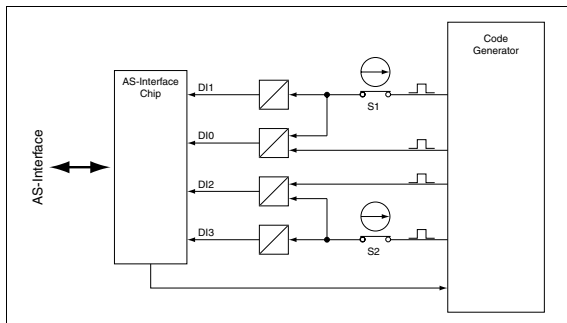 Code
Generator
AS-Interface
Chip
DI1
S1
DI0
AS-Interface
DI2
DI3
S2